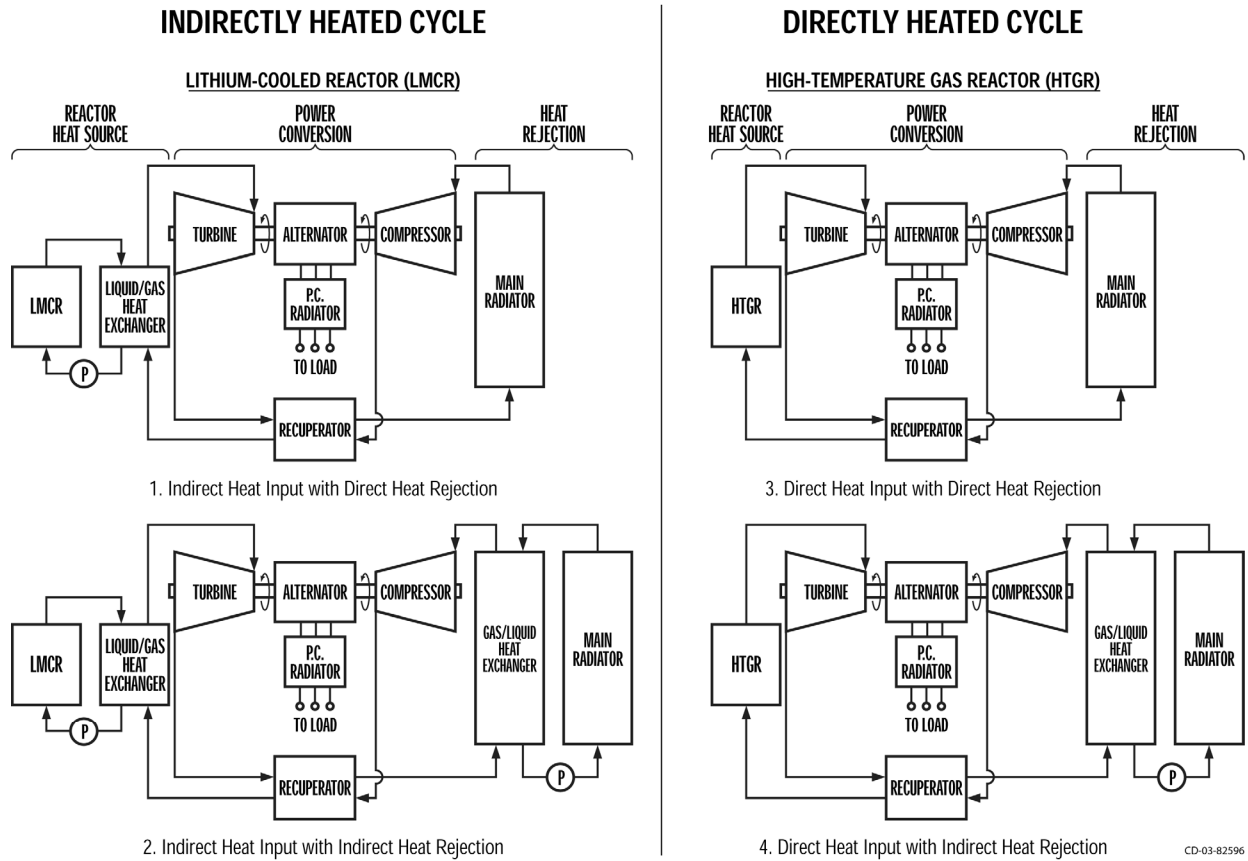 INDIRECTLY HEATED CYCLE
LITHIUM-COOLED REACTOR (LMCR)
REACTOR
HEAT SOURCE
POWER
CONVERSION
HEAT
REJECTION
TURBINE
ALTERNATOR
COMPRESSOR
LMCR
LIQUID/GAS
HEAT
EXCHANGER
P.C.
RADIATOR
MAIN
RADIATOR
P
TO LOAD
RECUPERATOR
1. Indirect Heat Input with Direct Heat Rejection
TURBINE
ALTERNATOR
COMPRESSOR
LMCR
LIQUID/GAS
HEAT
EXCHANGER
P.C.
RADIATOR
GAS/LIQUID
HEAT
EXCHANGER
MAIN
RADIATOR
P
TO LOAD
RECUPERATOR
P
2. Indirect Heat Input with Indirect Heat Rejection
DIRECTLY HEATED CYCLE
HIGH-TEMPERATURE GAS REACTOR (HTGR)
REACTOR
HEAT SOURCE
POWER
CONVERSION
HEAT
REJECTION
TURBINE
ALTERNATOR
COMPRESSOR
HTGR
P.C.
RADIATOR
MAIN
RADIATOR
TO LOAD
RECUPERATOR
3. Direct Heat Input with Direct Heat Rejection
TURBINE
ALTERNATOR
COMPRESSOR
HTGR
P.C.
RADIATOR
GAS/LIQUID
HEAT
EXCHANGER
MAIN
RADIATOR
TO LOAD
RECUPERATOR
P
4. Direct Heat Input with Indirect Heat Rejection
CD-03-82596